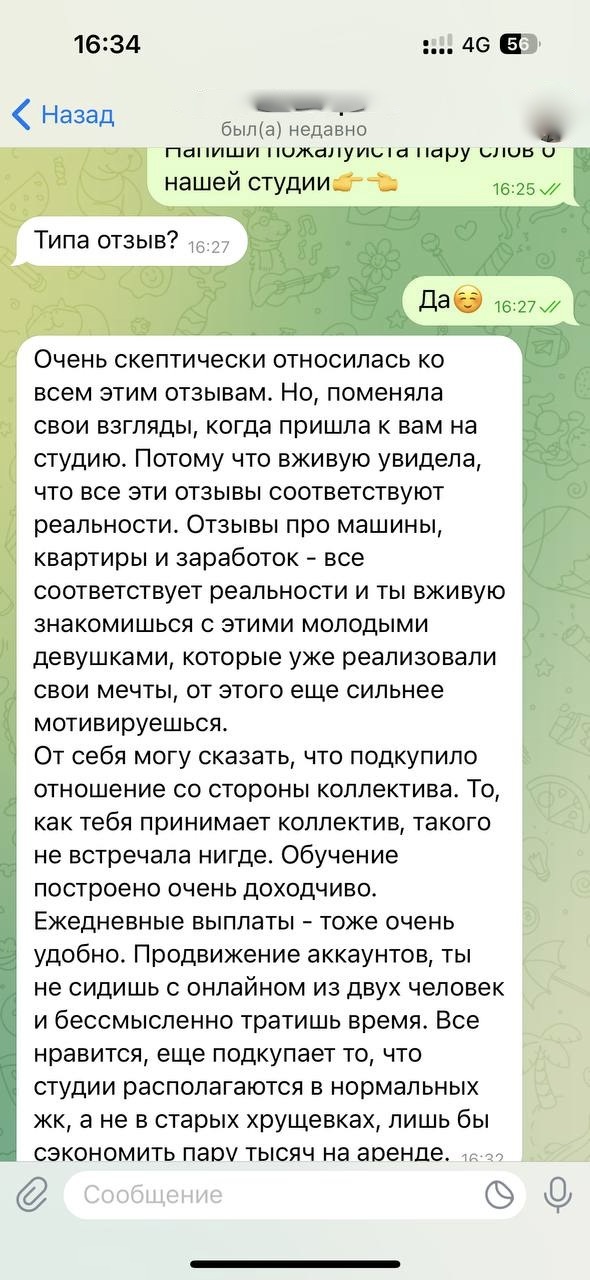 16:34
4G 56
Назад
был(а) недавно
Напиши пожалуйста пару слов о
нашей студии👉👈 16:25
Типа отзыв? 16:27
Да☺️ 16:27
Очень скептически относилась ко
всем этим отзывам. Но, поменяла
свои взгляды, когда пришла к вам на
студию. Потому что вживую увидела,
что все эти отзывы соответствуют
реальности. Отзывы про машины,
квартиры и заработок - все
соответствует реальности и ты вживую
знакомишься с этими молодыми
девушками, которые уже реализовали
свои мечты, от этого еще сильнее
мотивируешься.
От себя могу сказать, что подкупило
отношение со стороны коллектива. То,
как тебя принимает коллектив, такого
не встречала нигде. Обучение
построено очень доходчиво.
Ежедневные выплаты - тоже очень
удобно. Продвижение аккаунтов, ты
не сидишь с онлайном из двух человек
и бессмысленно тратишь время. Все
нравится, еще подкупает то, что
студии располагаются в нормальных
жк, а не в старых хрущевках, лишь бы
сэкономить пару тысяч на аренде. 16:32
Сообщение